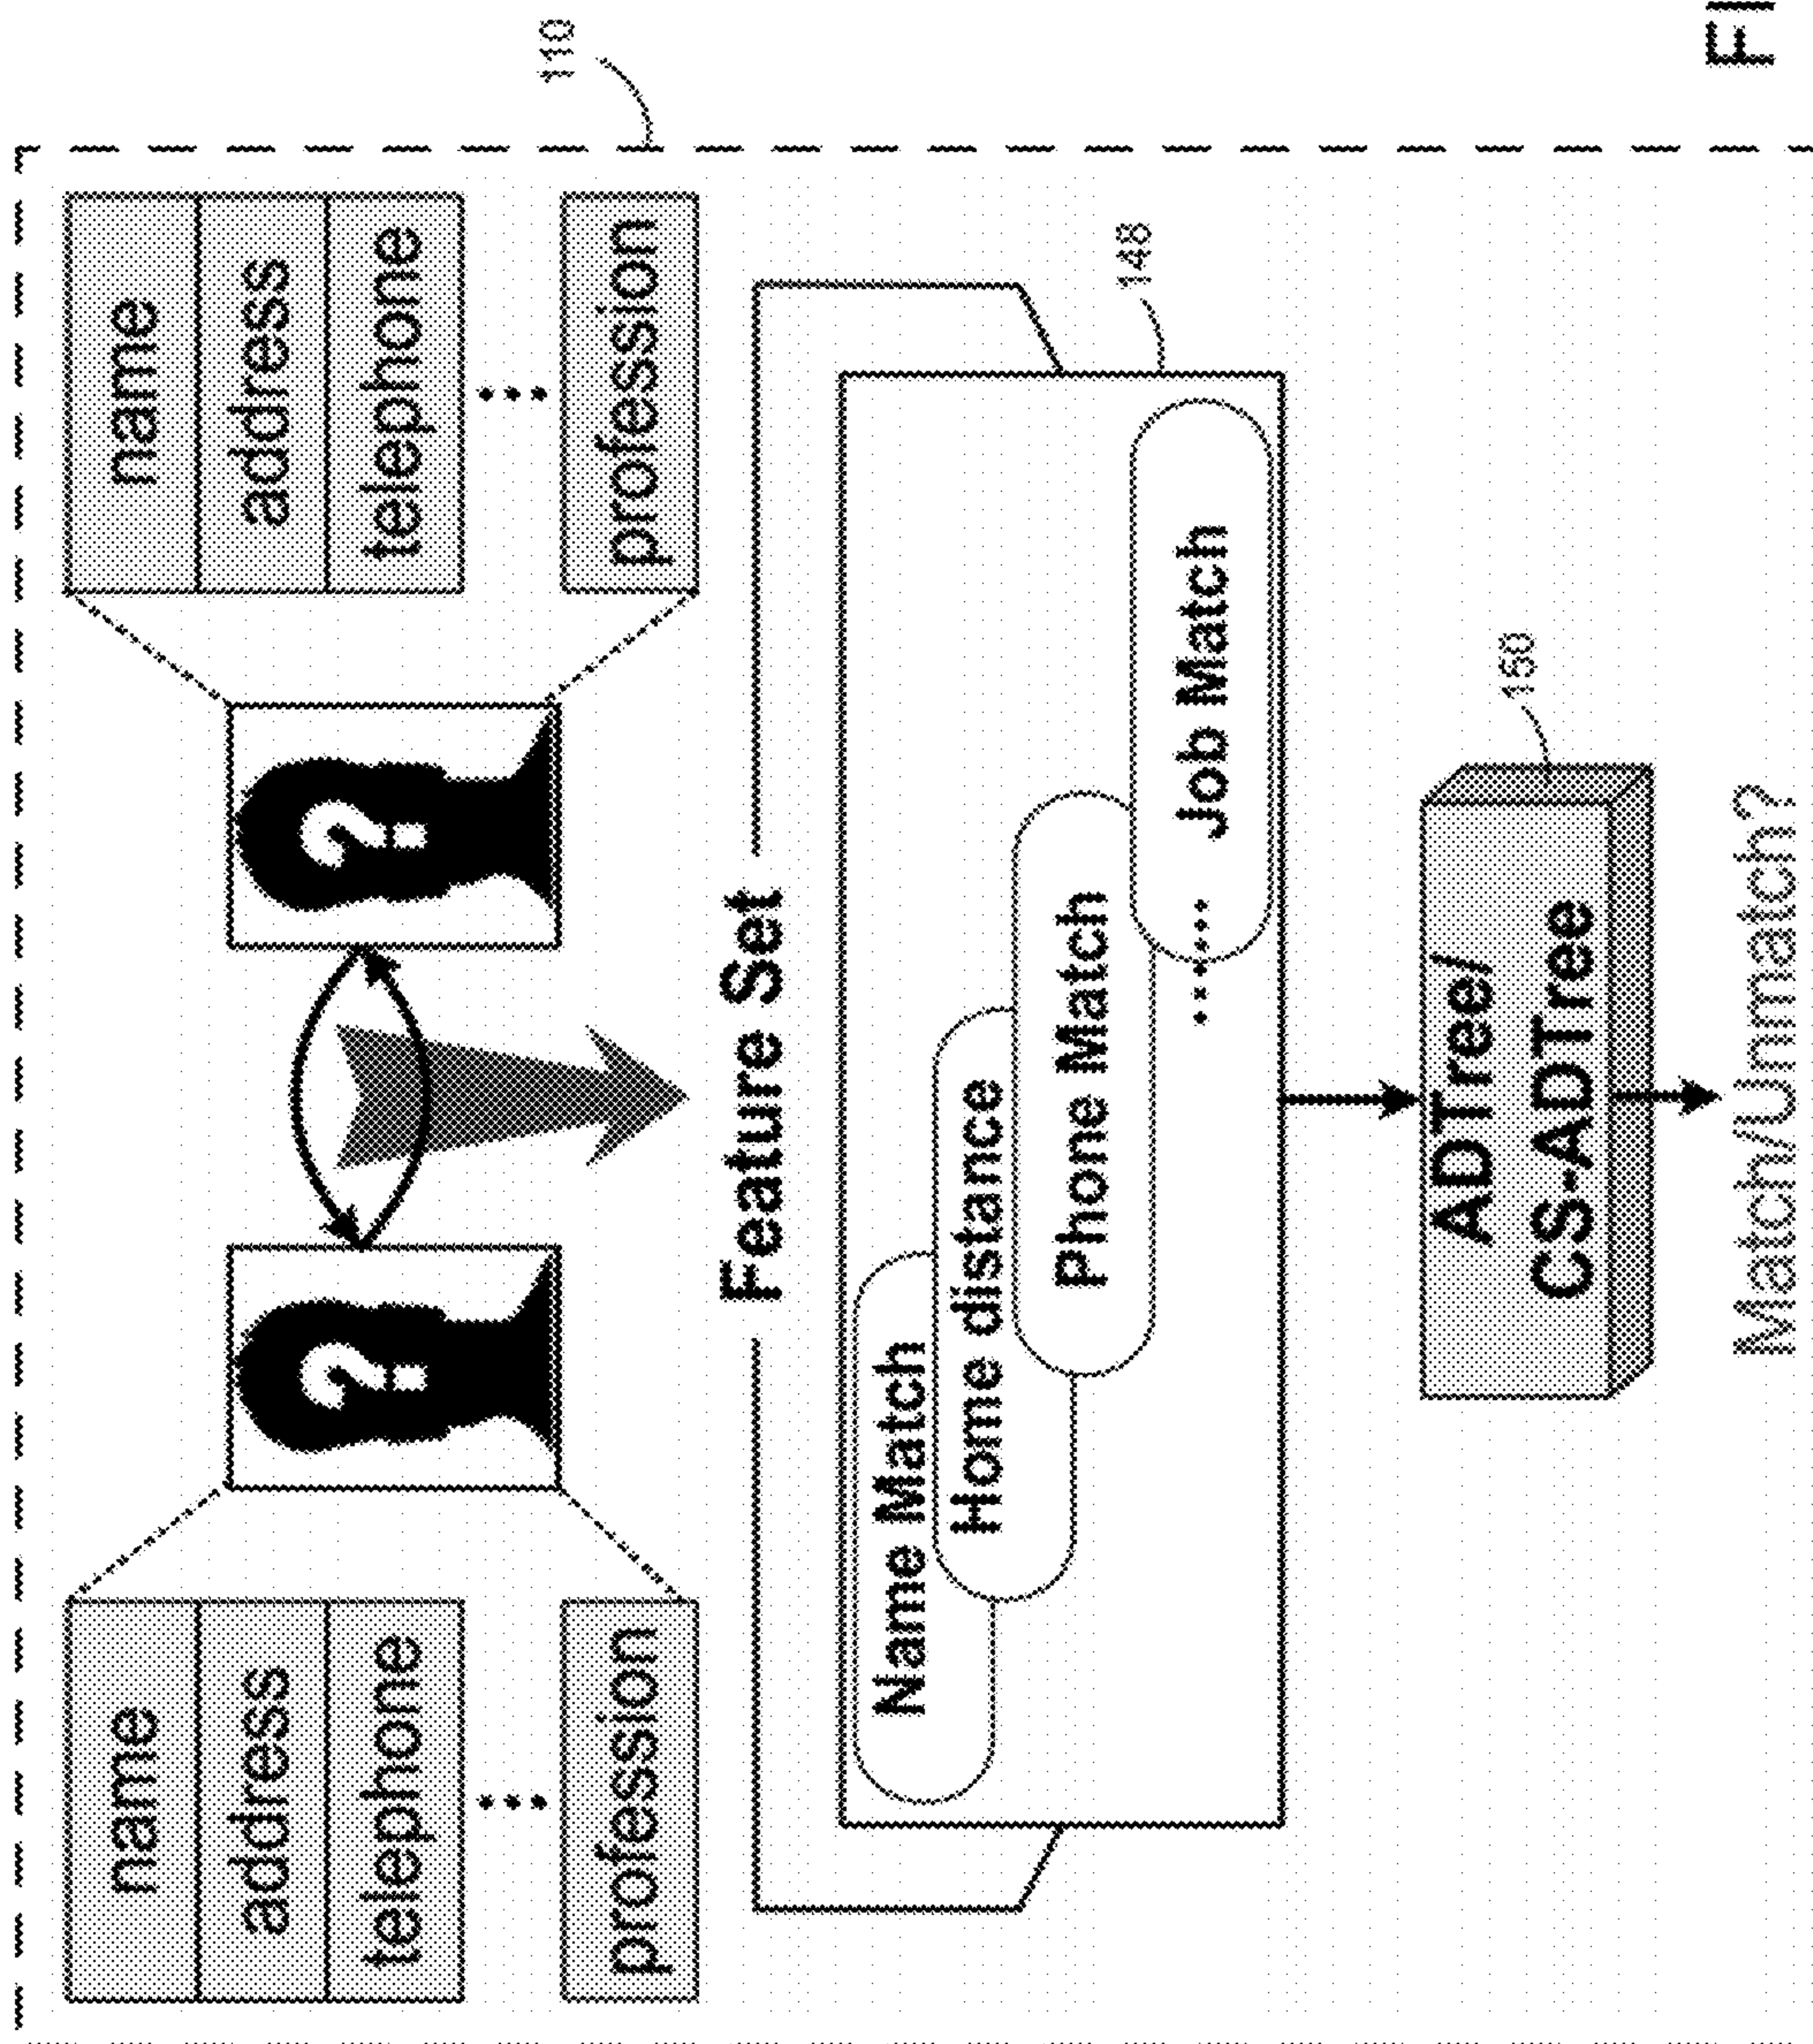 110
name
address
telephone
profession
name
address
telephone
profession
Feature Set
Name Match
Home distance
Phone Match
Job Match
148
ADTree/
CS-ADTree
150
Match/Unmatch?
FI